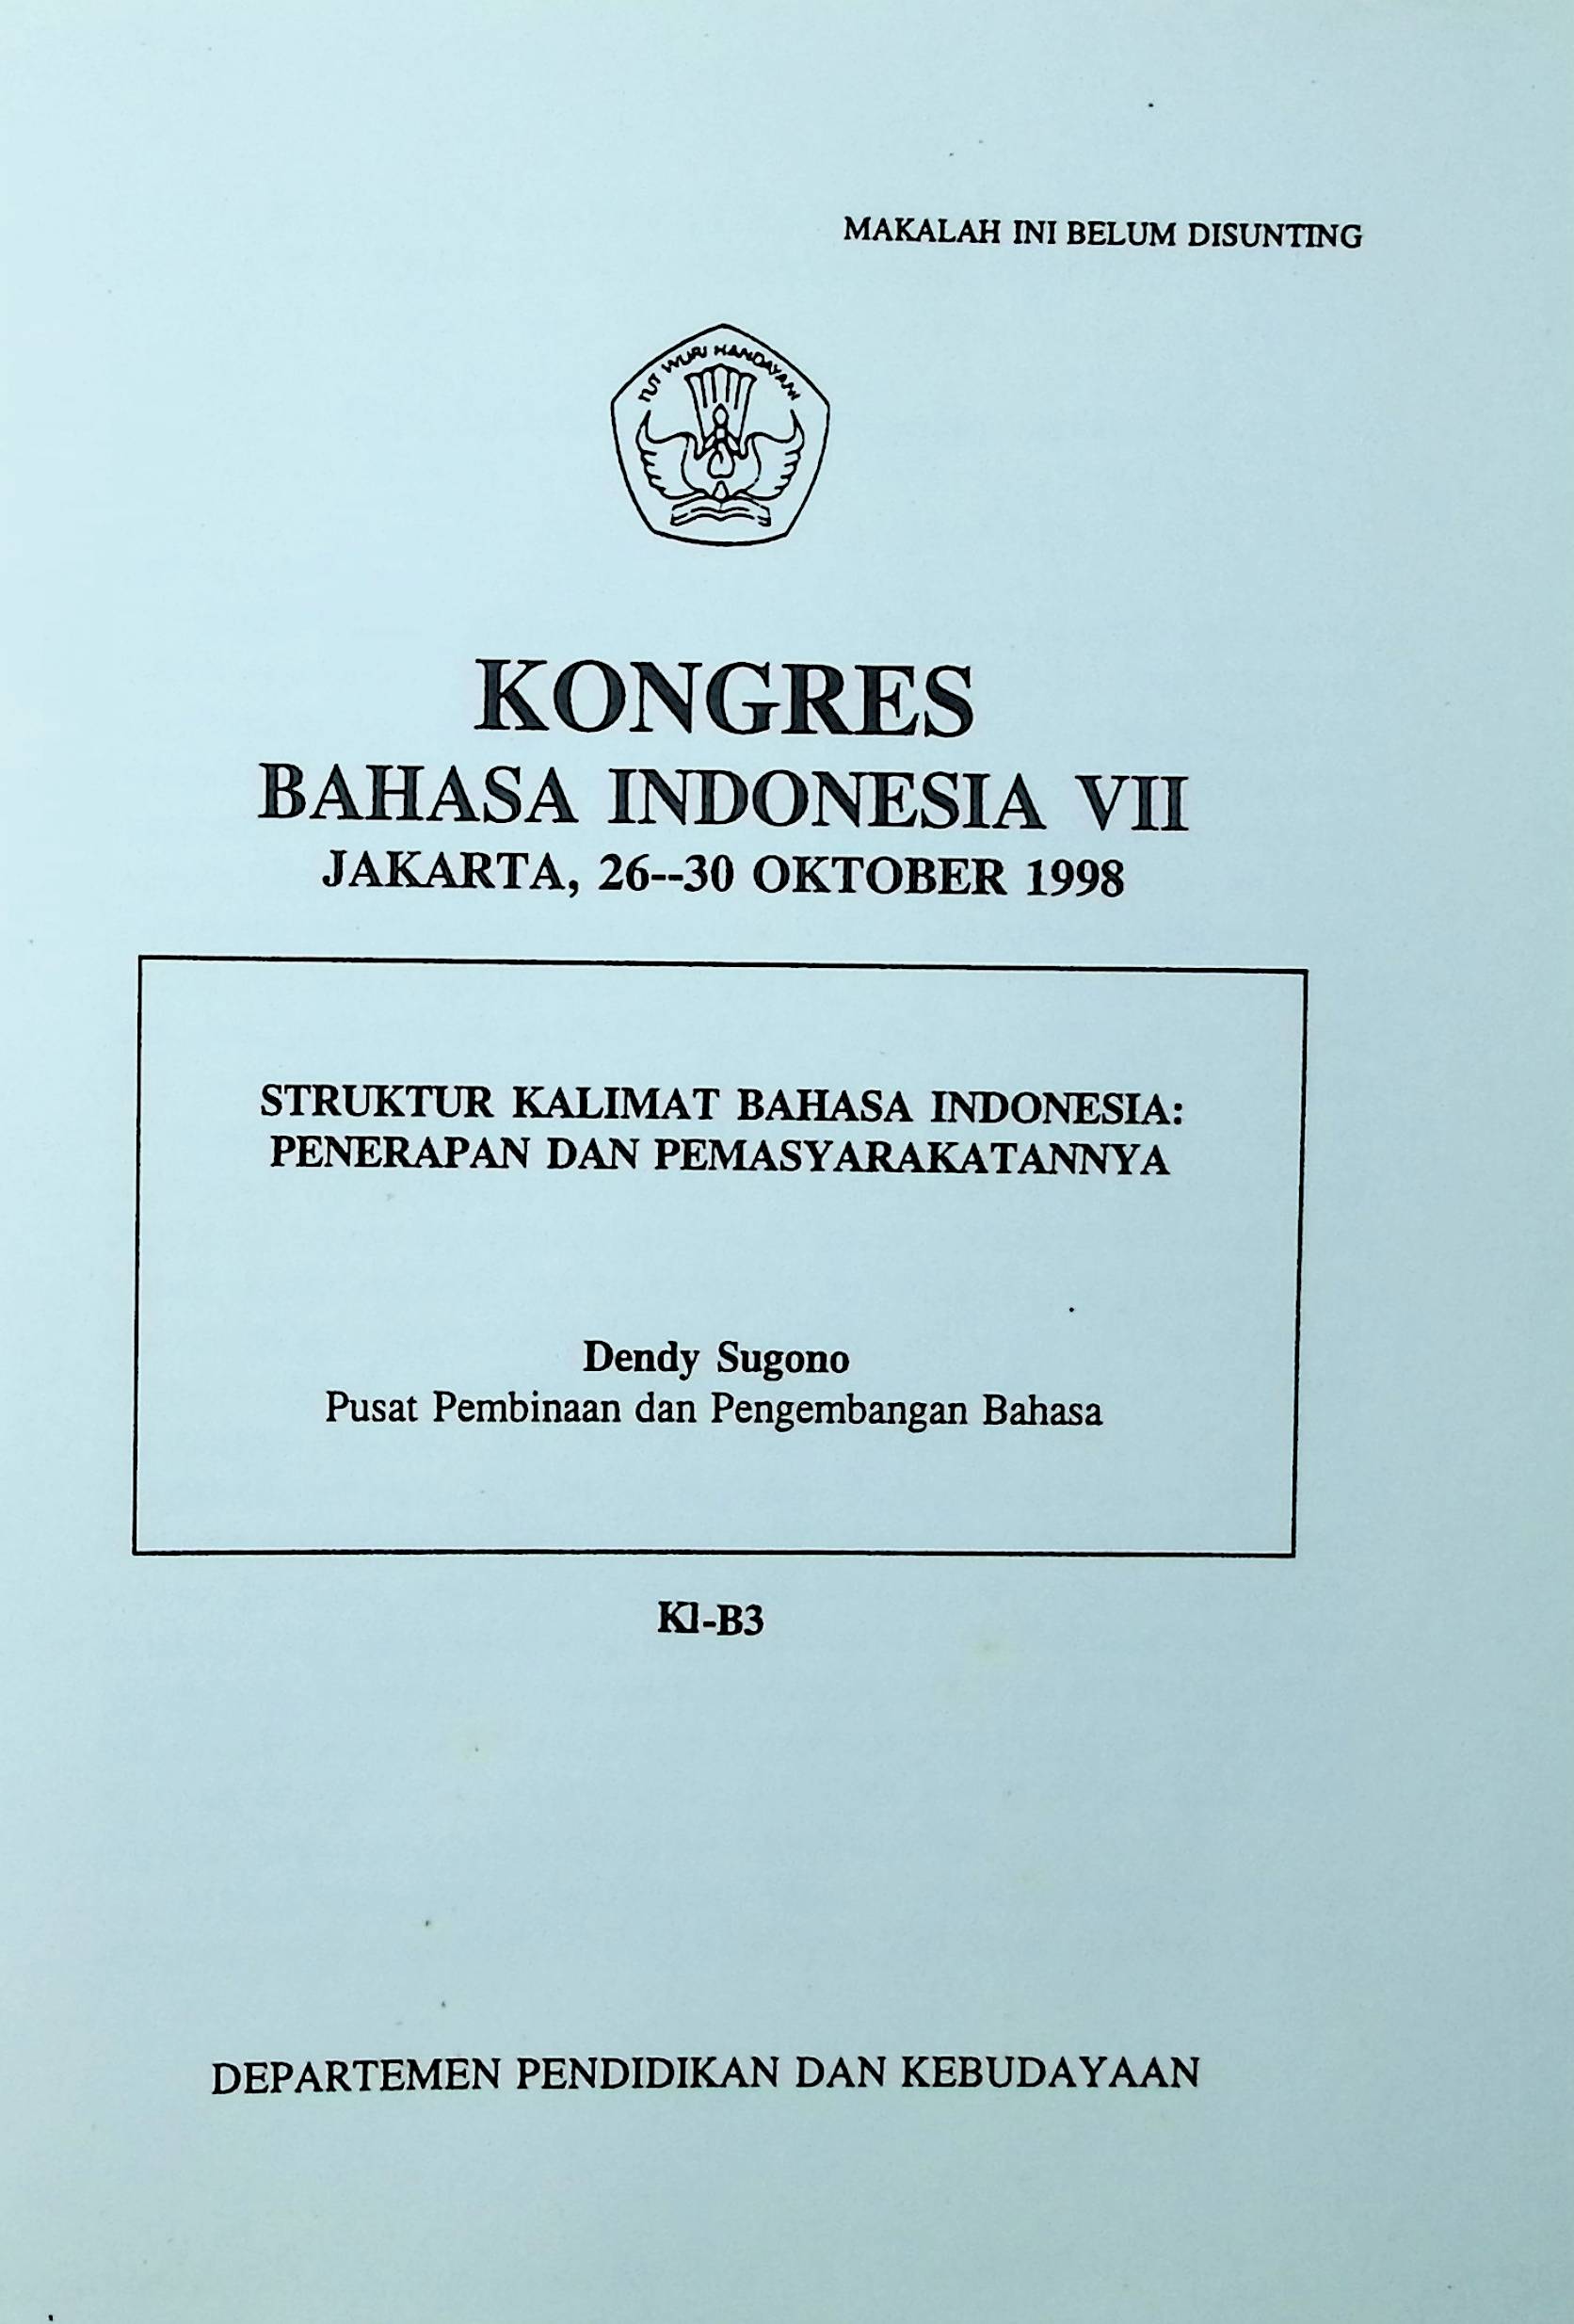 MAKALAH INI BELUM DISUNTING
TUT WURI HANDAYANI
KONGRES
BAHASA INDONESIA VII
JAKARTA, 26--30 OKTOBER 1998
STRUKTUR KALIMAT BAHASA INDONESIA:
PENERAPAN DAN PEMASYARAKATANNYA
Dendy Sugono
Pusat Pembinaan dan Pengembangan Bahasa
KI-B3
DEPARTEMEN PENDIDIKAN DAN KEBUDAYAAN